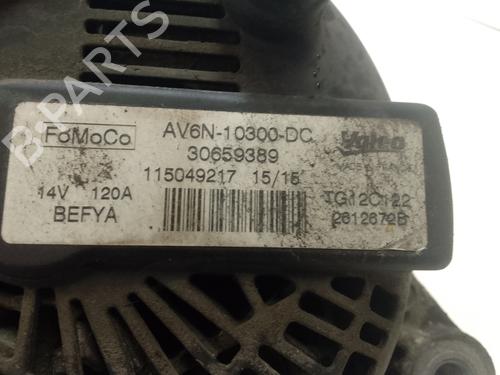 B-PARTS
FoMoCo
AV6N-10300-DC
Valeo
30659389
115049217 15/15
14V 120A
TG12C122
BEFYA
2612672B